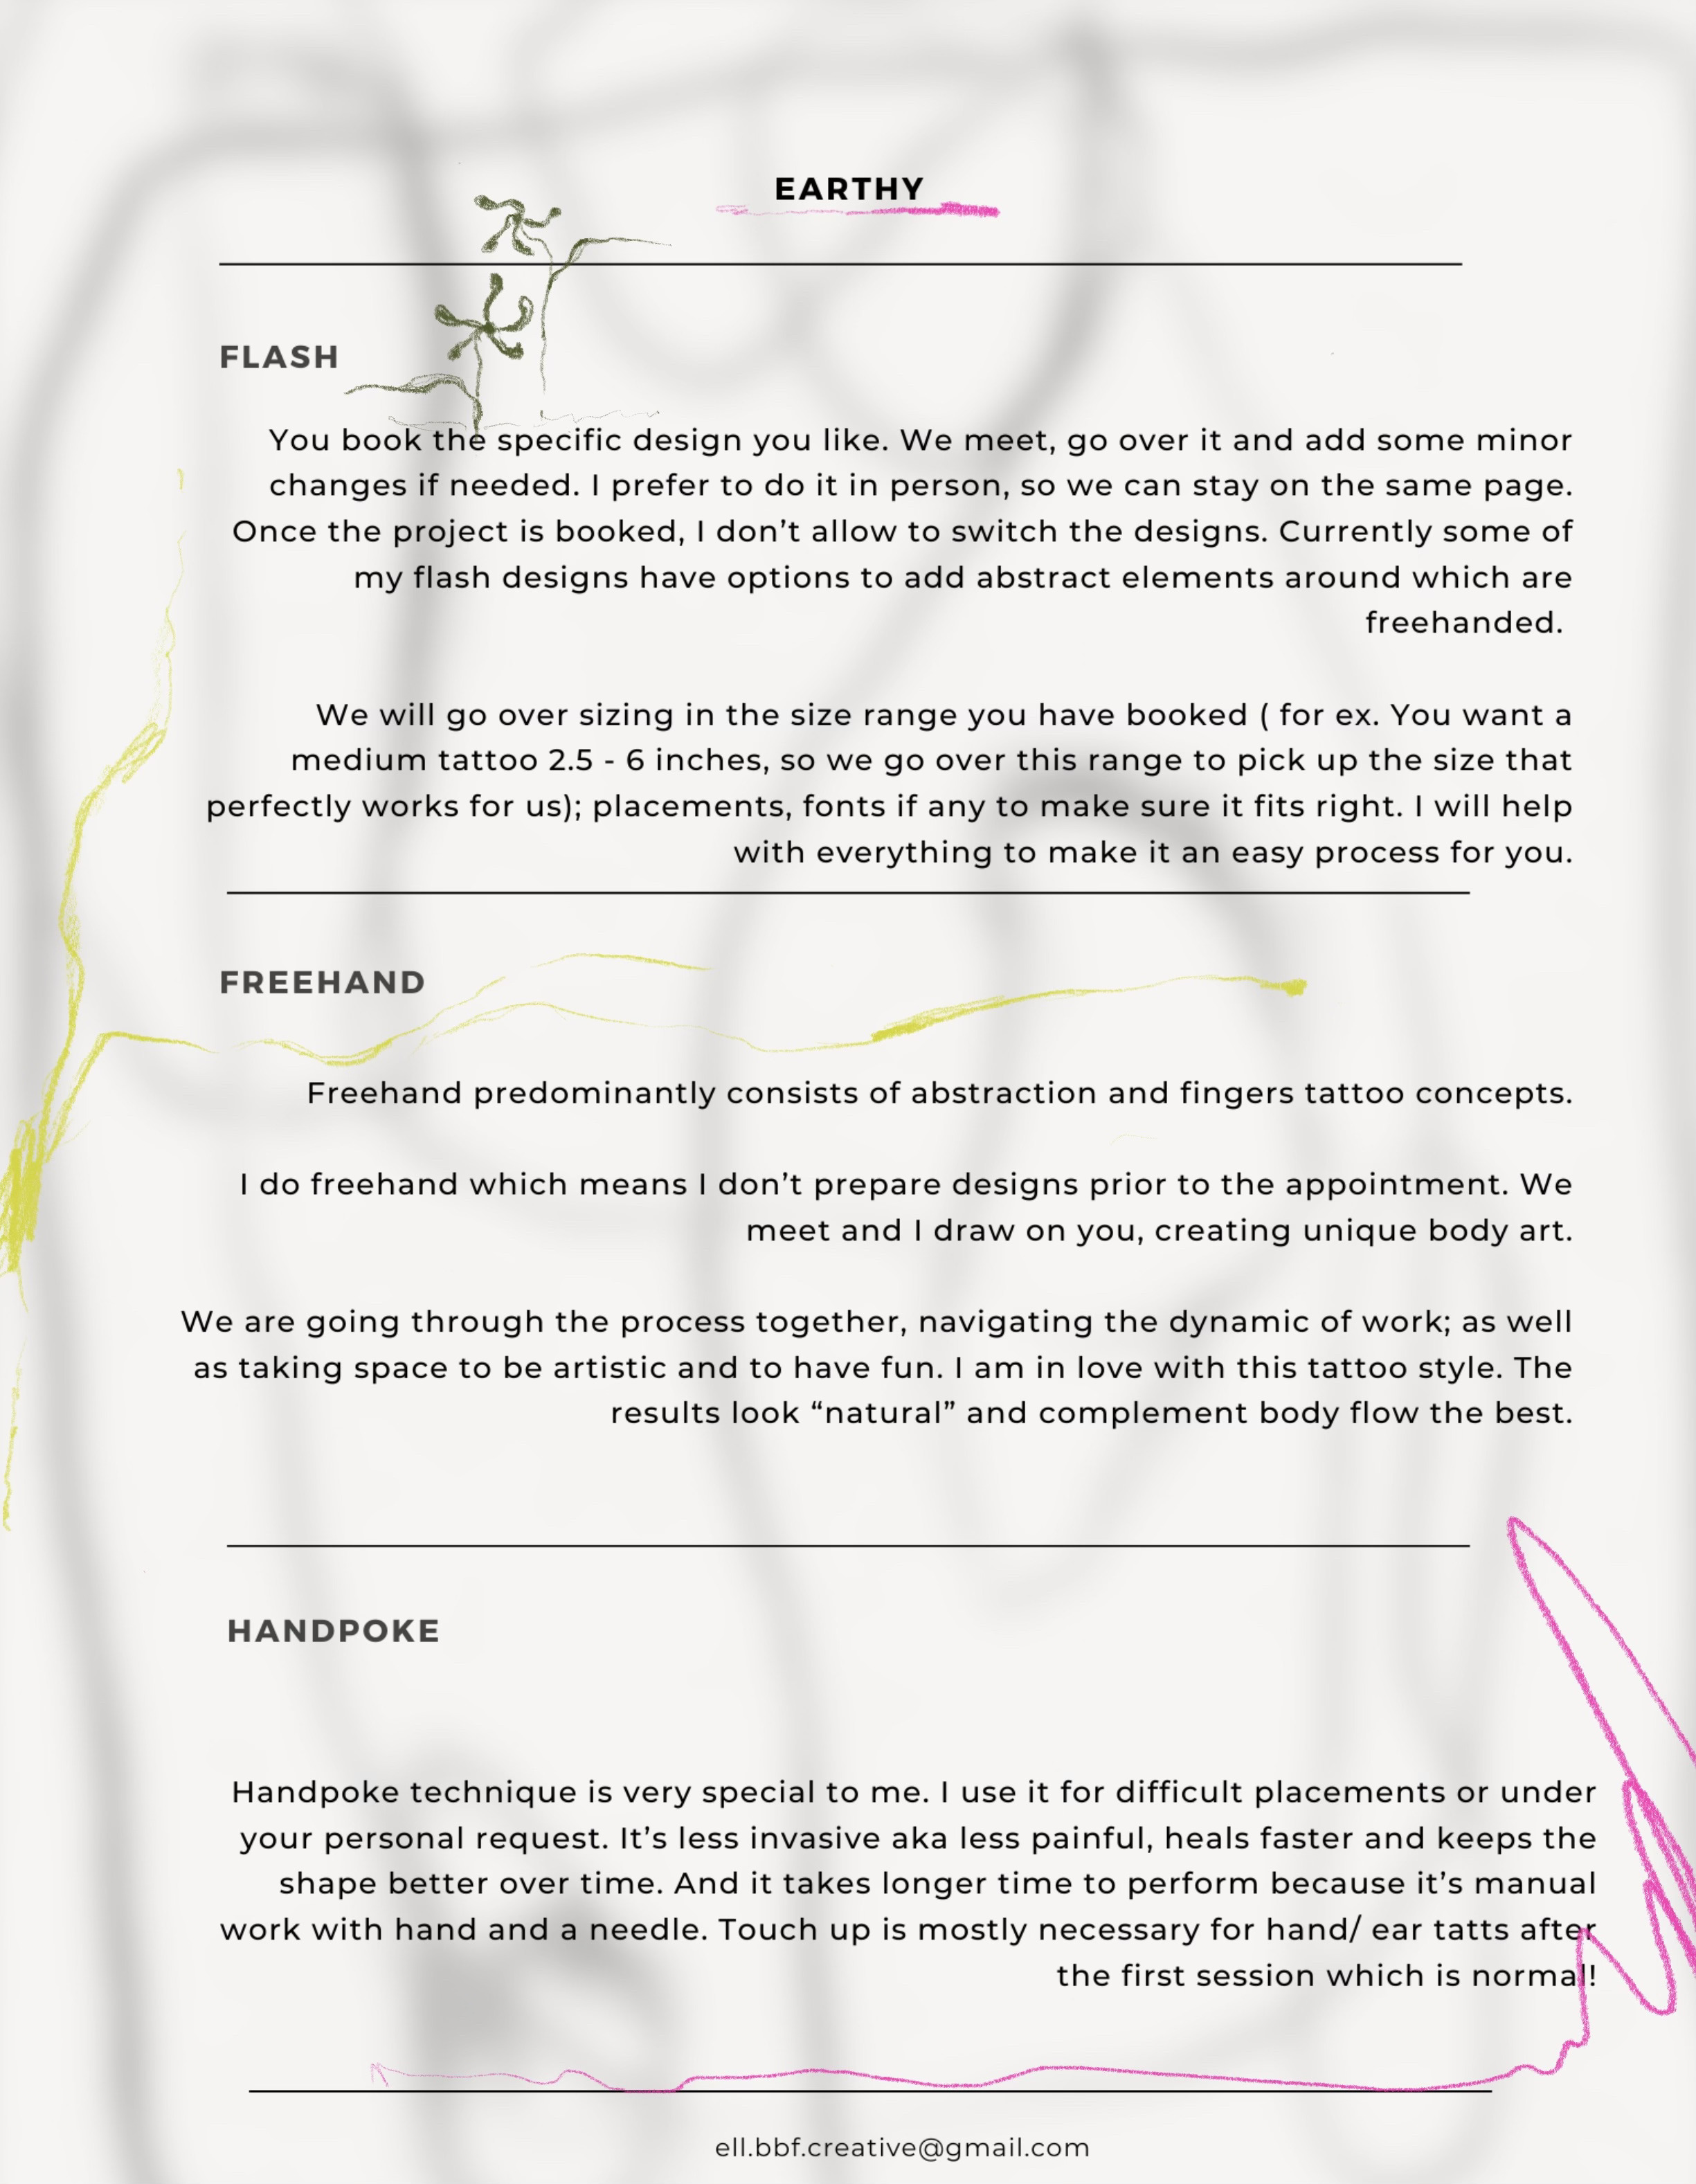 EARTHY
FLASH
You book the specific design you like. We meet, go over it and add some minor
changes if needed. I prefer to do it in person, so we can stay on the same page.
Once the project is booked, I don’t allow to switch the designs. Currently some of
my flash designs have options to add abstract elements around which are
freehanded.
We will go over sizing in the size range you have booked ( for ex. You want a
medium tattoo 2.5 - 6 inches, so we go over this range to pick up the size that
perfectly works for us); placements, fonts if any to make sure it fits right. I will help
with everything to make it an easy process for you.
FREEHAND
Freehand predominantly consists of abstraction and fingers tattoo concepts.
I do freehand which means I don’t prepare designs prior to the appointment. We
meet and I draw on you, creating unique body art.
We are going through the process together, navigating the dynamic of work; as well
as taking space to be artistic and to have fun. I am in love with this tattoo style. The
results look “natural” and complement body flow the best.
HANDPOKE
Handpoke technique is very special to me. I use it for difficult placements or under
your personal request. It’s less invasive aka less painful, heals faster and keeps the
shape better over time. And it takes longer time to perform because it’s manual
work with hand and a needle. Touch up is mostly necessary for hand/ ear tatts after
the first session which is normal!
ell.bbf.creative@gmail.com